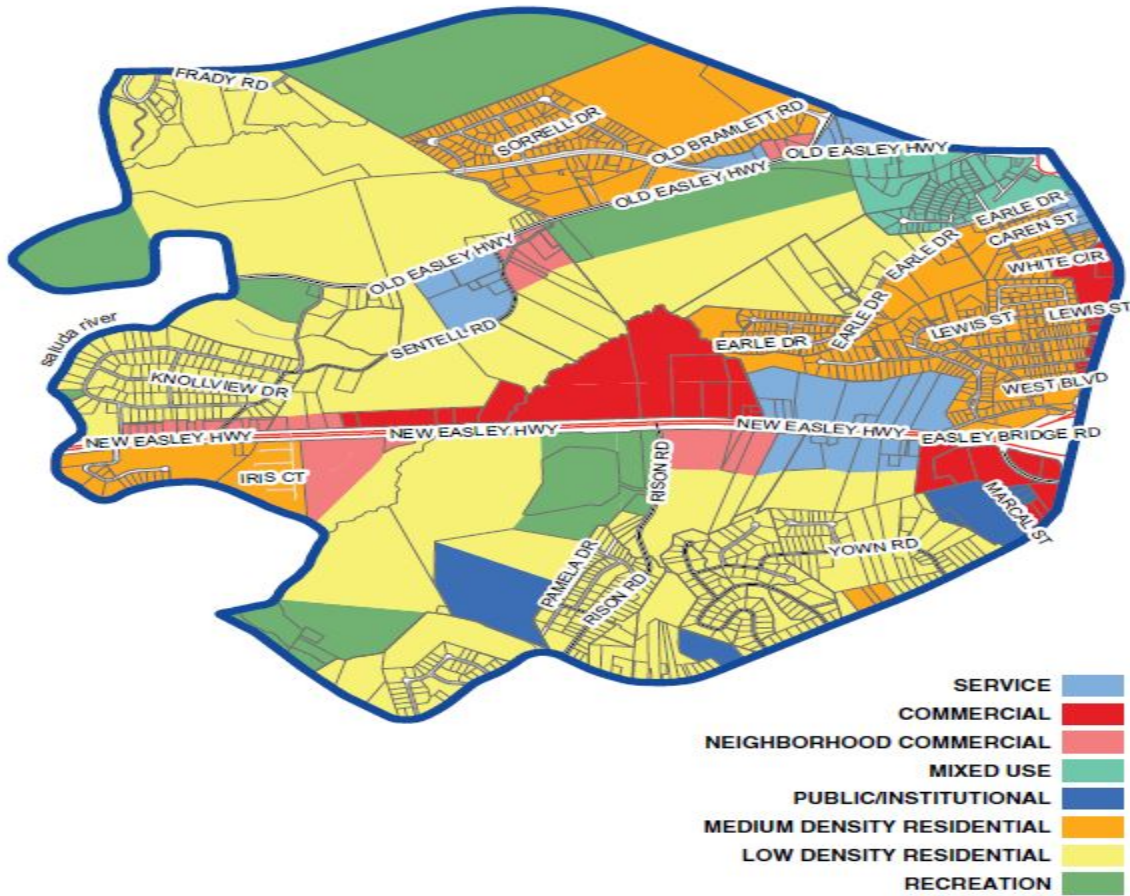 FRADY RD
SORRELL DR
OLD BRAMLETT RD
OLD EASLEY HWY
OLD EASLEY HWY
EARLE DR
CAREN ST
OLD EASLEY HWY
EARLE DR
WHITE CIR
saluda river
SENTELL RD
EARLE DR
EARLE DR
LEWIS ST
LEWIS ST
KNOLLVIEW DR
WEST BLVD
NEW EASLEY HWY
NEW EASLEY HWY
NEW EASLEY HWY
EASLEY BRIDGE RD
IRIS CT
RISON RD
MARCAL ST
YOWN RD
PAMELA DR
RISON RD
SERVICE
COMMERCIAL
NEIGHBORHOOD COMMERCIAL
MIXED USE
PUBLIC/INSTITUTIONAL
MEDIUM DENSITY RESIDENTIAL
LOW DENSITY RESIDENTIAL
RECREATION